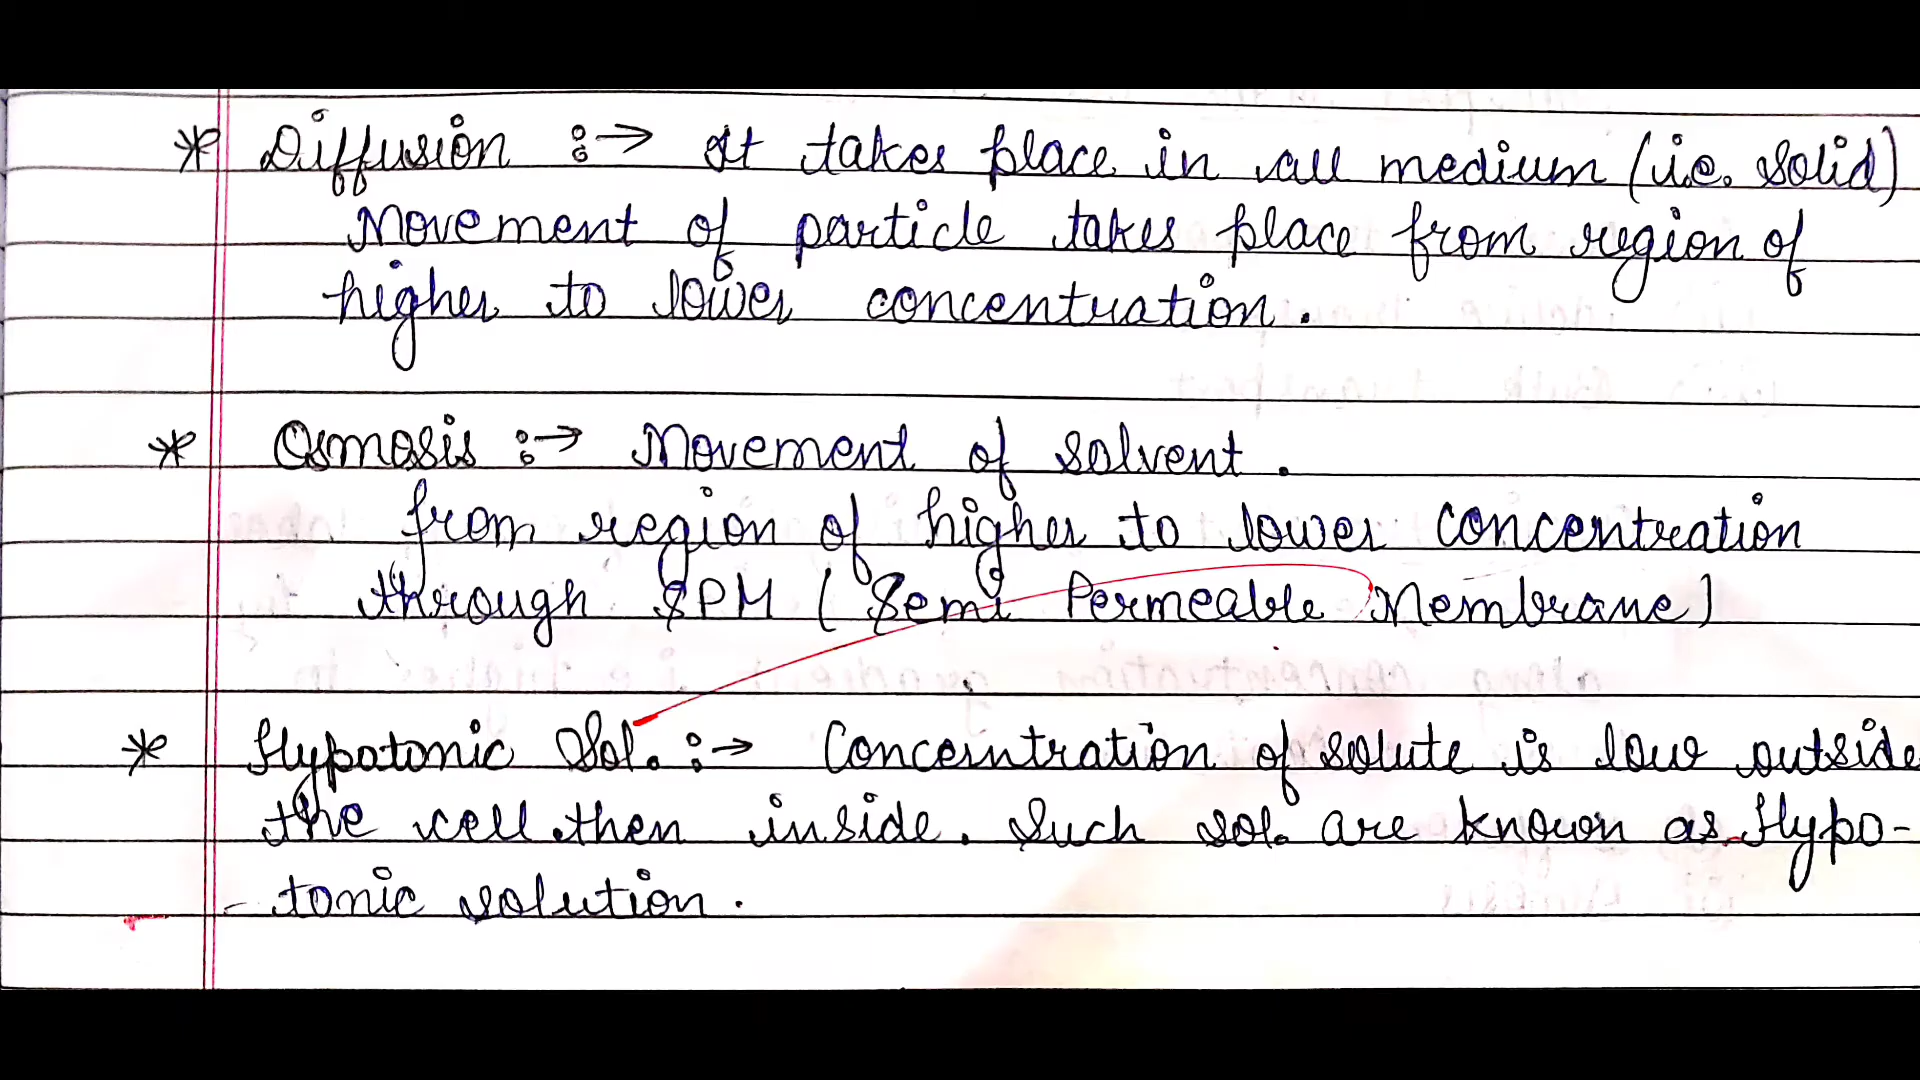 * Diffusion :→ It takes place in all medium (i.e. solid)
Movement of particle takes place from region of
higher to lower concentration.
* Osmosis :→ Movement of solvent.
from region of higher to lower concentration
through SPM (Semi Permeable Membrane)
* Hypotonic Sol. :→ Concerntration of solute is low outside
the cell then inside. Such sol. are known as Hypo-
- tonic solution.